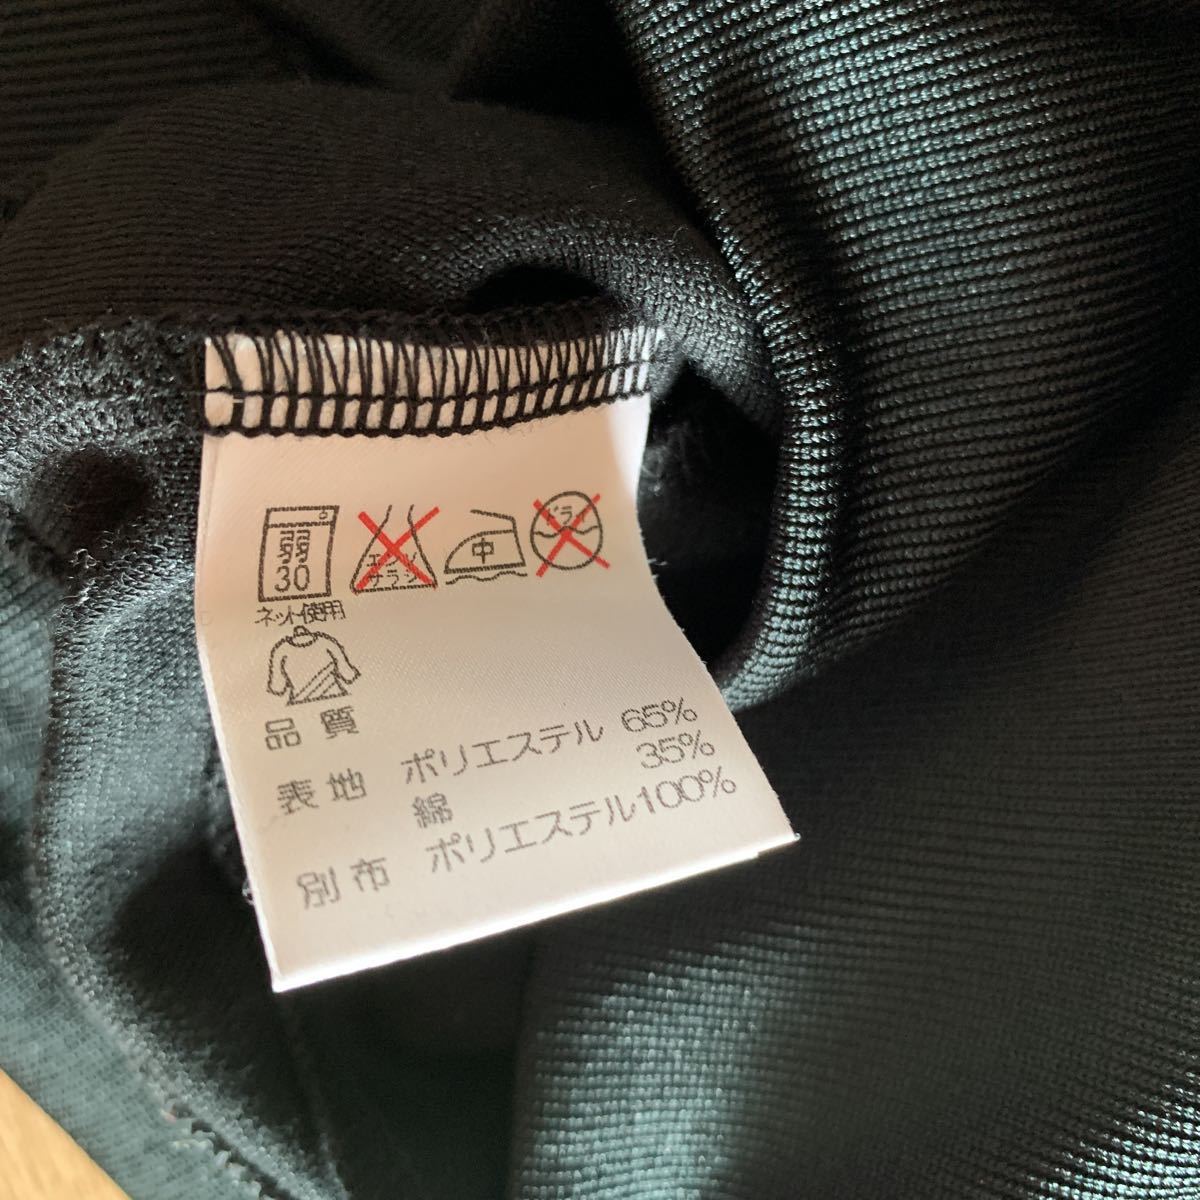 弱
30
エンソ
サラシ
中
ドライ
ネット使用
品質
表地 ポリエステル 65%
綿 35%
別布 ポリエステル100%